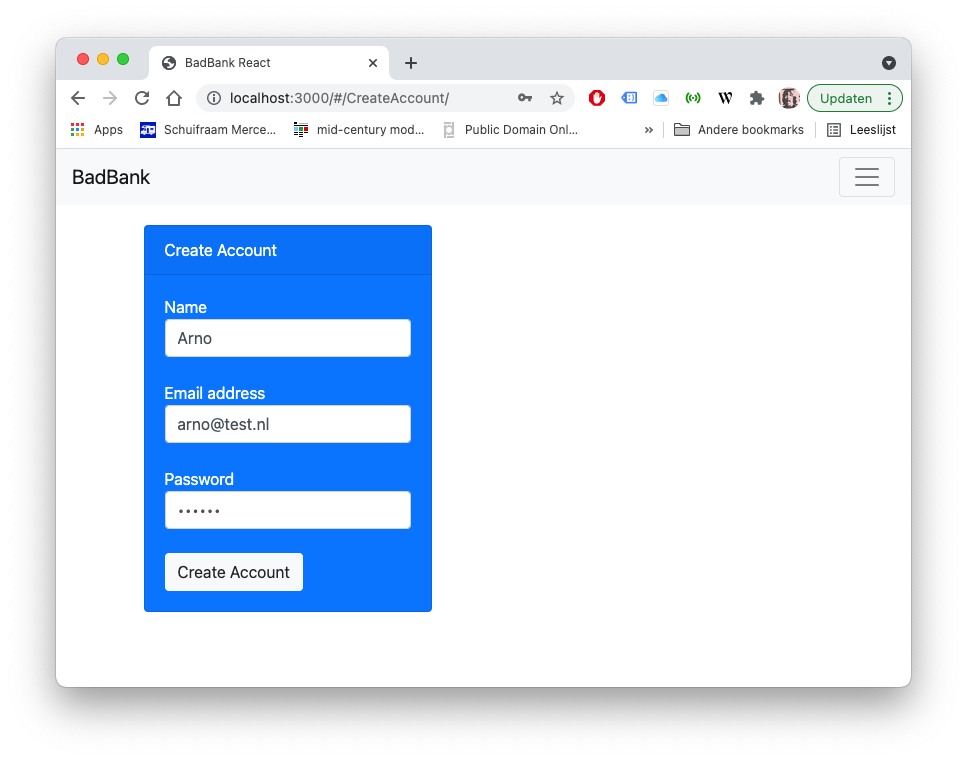 BadBank React
localhost:3000/#/CreateAccount/
W
Updaten
Apps
Schuifraam Merce...
mid-century mod...
Public Domain Onl...
»
Andere bookmarks
Leeslijst
BadBank
Create Account
Name
Arno
Email address
arno@test.nl
Password
••••••
Create Account